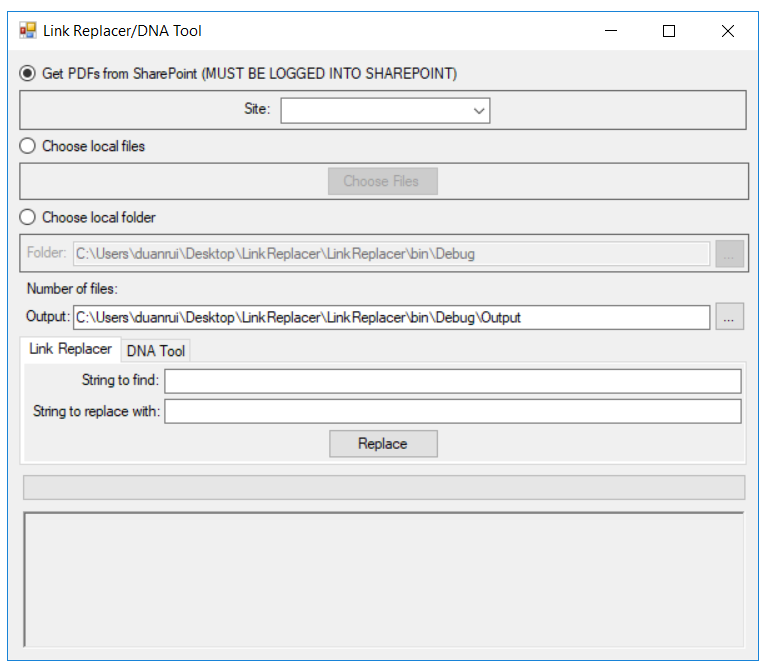 Link Replacer/DNA Tool
Get PDFs from SharePoint (MUST BE LOGGED INTO SHAREPOINT)
Site:
Choose local files
Choose Files
Choose local folder
Folder: C:\Users\duanrui\Desktop\LinkReplacer\LinkReplacer\bin\Debug ...
Number of files:
Output: C:\Users\duanrui\Desktop\LinkReplacer\LinkReplacer\bin\Debug\Output ...
Link Replacer DNA Tool
String to find:
String to replace with:
Replace